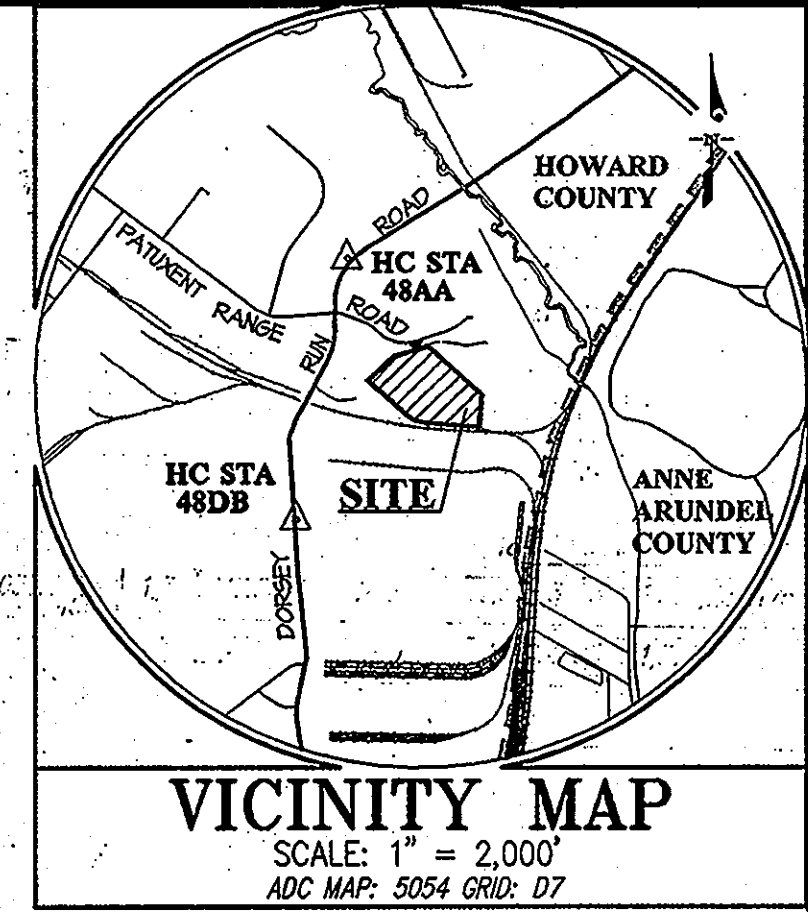 HOWARD
COUNTY
ROAD
HC STA
48AA
PATUXENT RANGE ROAD
RUN
HC STA
48DB
SITE
ANNE
ARUNDEL
COUNTY
DORSEY
VICINITY MAP
SCALE: 1" = 2,000'
ADC MAP: 5054 GRID: D7